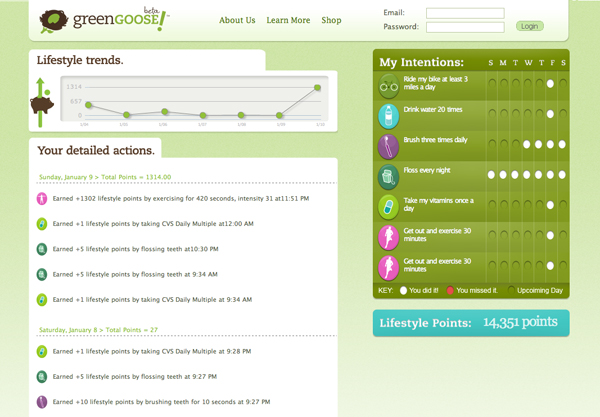 beta
greenGOOSE!™
About Us Learn More Shop
Email:
Password:
Login
Lifestyle trends.
1314
657
0
Your detailed actions.
Sunday, January 9 > Total Points = 1314.00
Earned +1302 lifestyle points by exercising for 420 seconds, intensity 31 at11:51 PM
Earned +1 lifestyle points by taking CVS Daily Multiple at12:00 AM
Earned +5 lifestyle points by flossing teeth at10:30 PM
Earned +5 lifestyle points by flossing teeth at 9:34 AM
Earned +1 lifestyle points by taking CVS Daily Multiple at 9:34 AM
Saturday, January 8 > Total Points = 27
Earned +1 lifestyle points by taking CVS Daily Multiple at 9:28 PM
Earned +5 lifestyle points by flossing teeth at 9:27 PM
Earned +10 lifestyle points by brushing teeth for 10 seconds at 9:27 PM
My Intentions: S M T W T F S
Ride my bike at least 3
miles a day
Drink water 20 times
Brush three times daily
Floss every night
Take my vitamins once a
day
Get out and exercise 30
minutes
Get out and exercise 30
minutes
KEY: You did it! You missed it. Upcoming Day
Lifestyle Points: 14,351 points